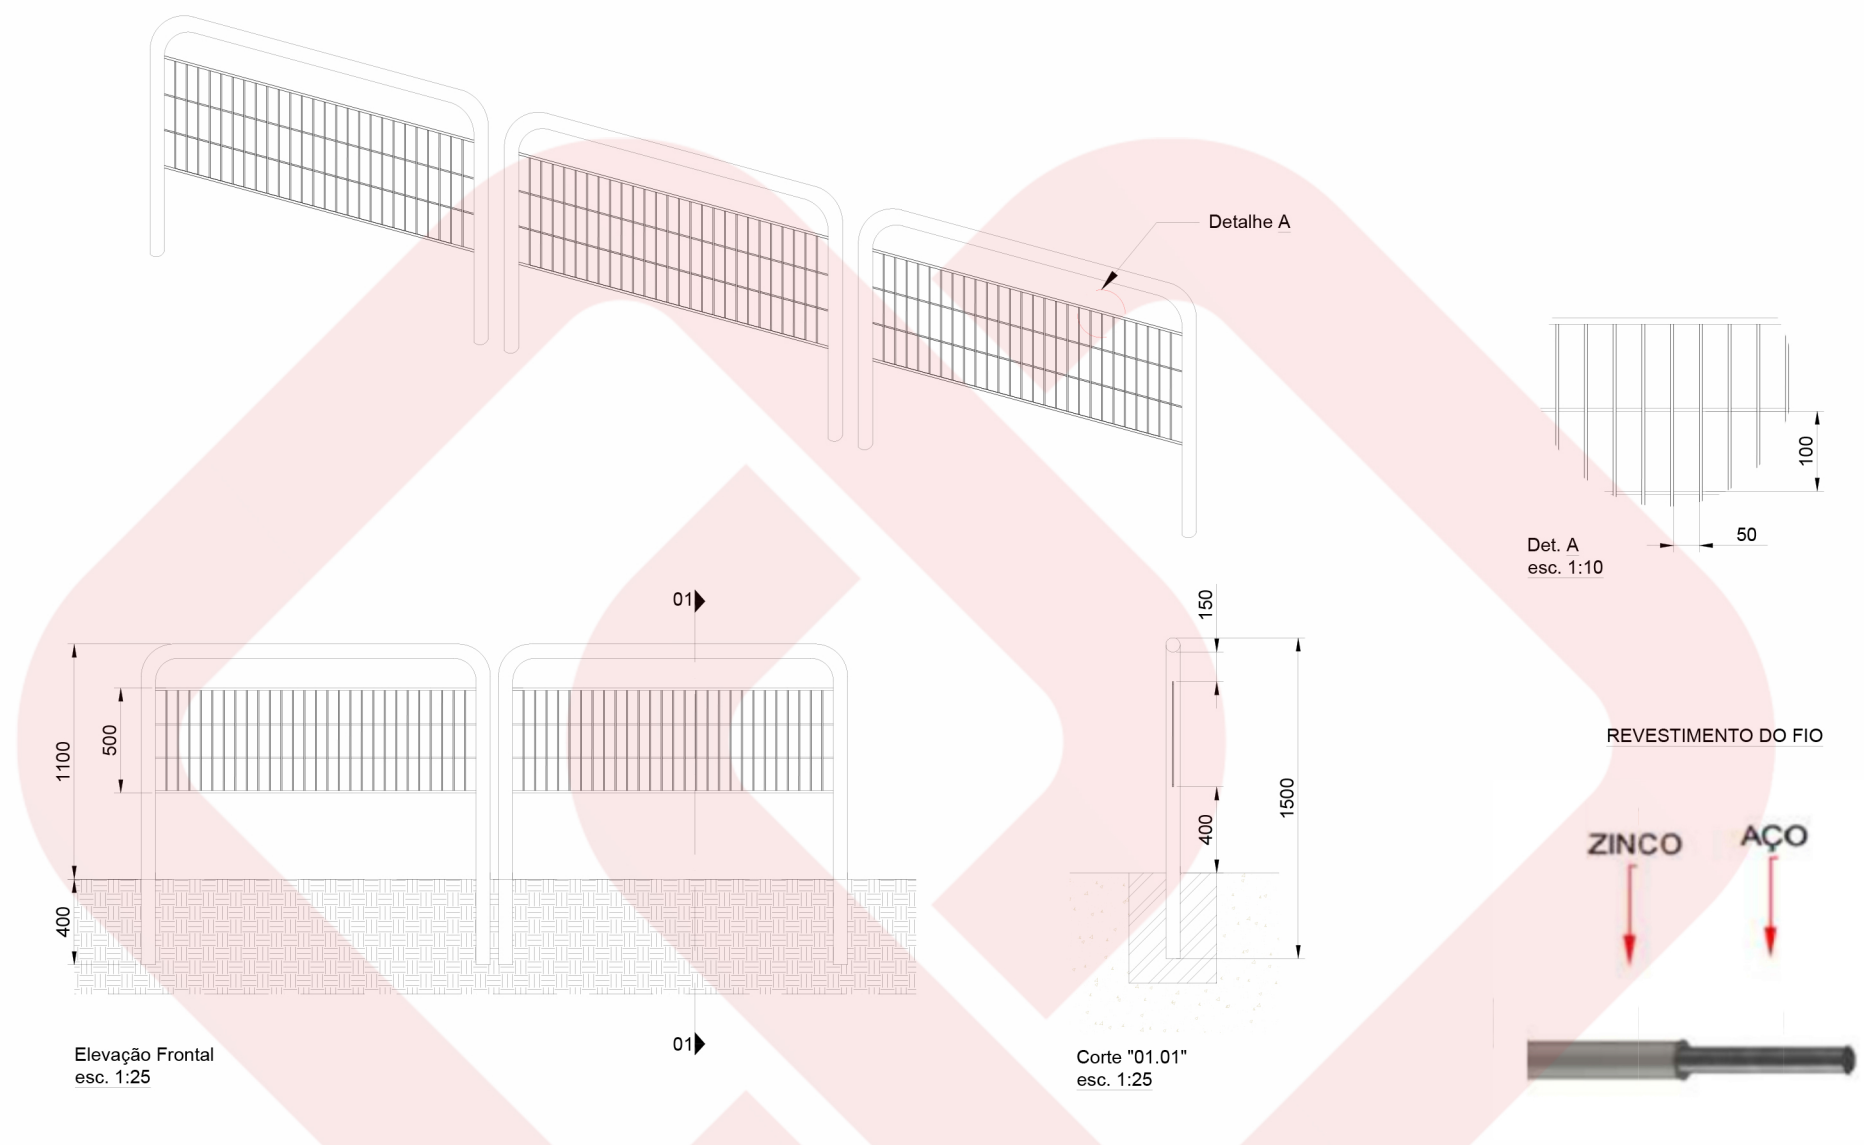 Detalhe A
100
50
Det. A
esc. 1:10
01
150
1100
500
400
400
1500
REVESTIMENTO DO FIO
ZINCO
AÇO
01
Elevação Frontal
esc. 1:25
Corte "01.01"
esc. 1:25